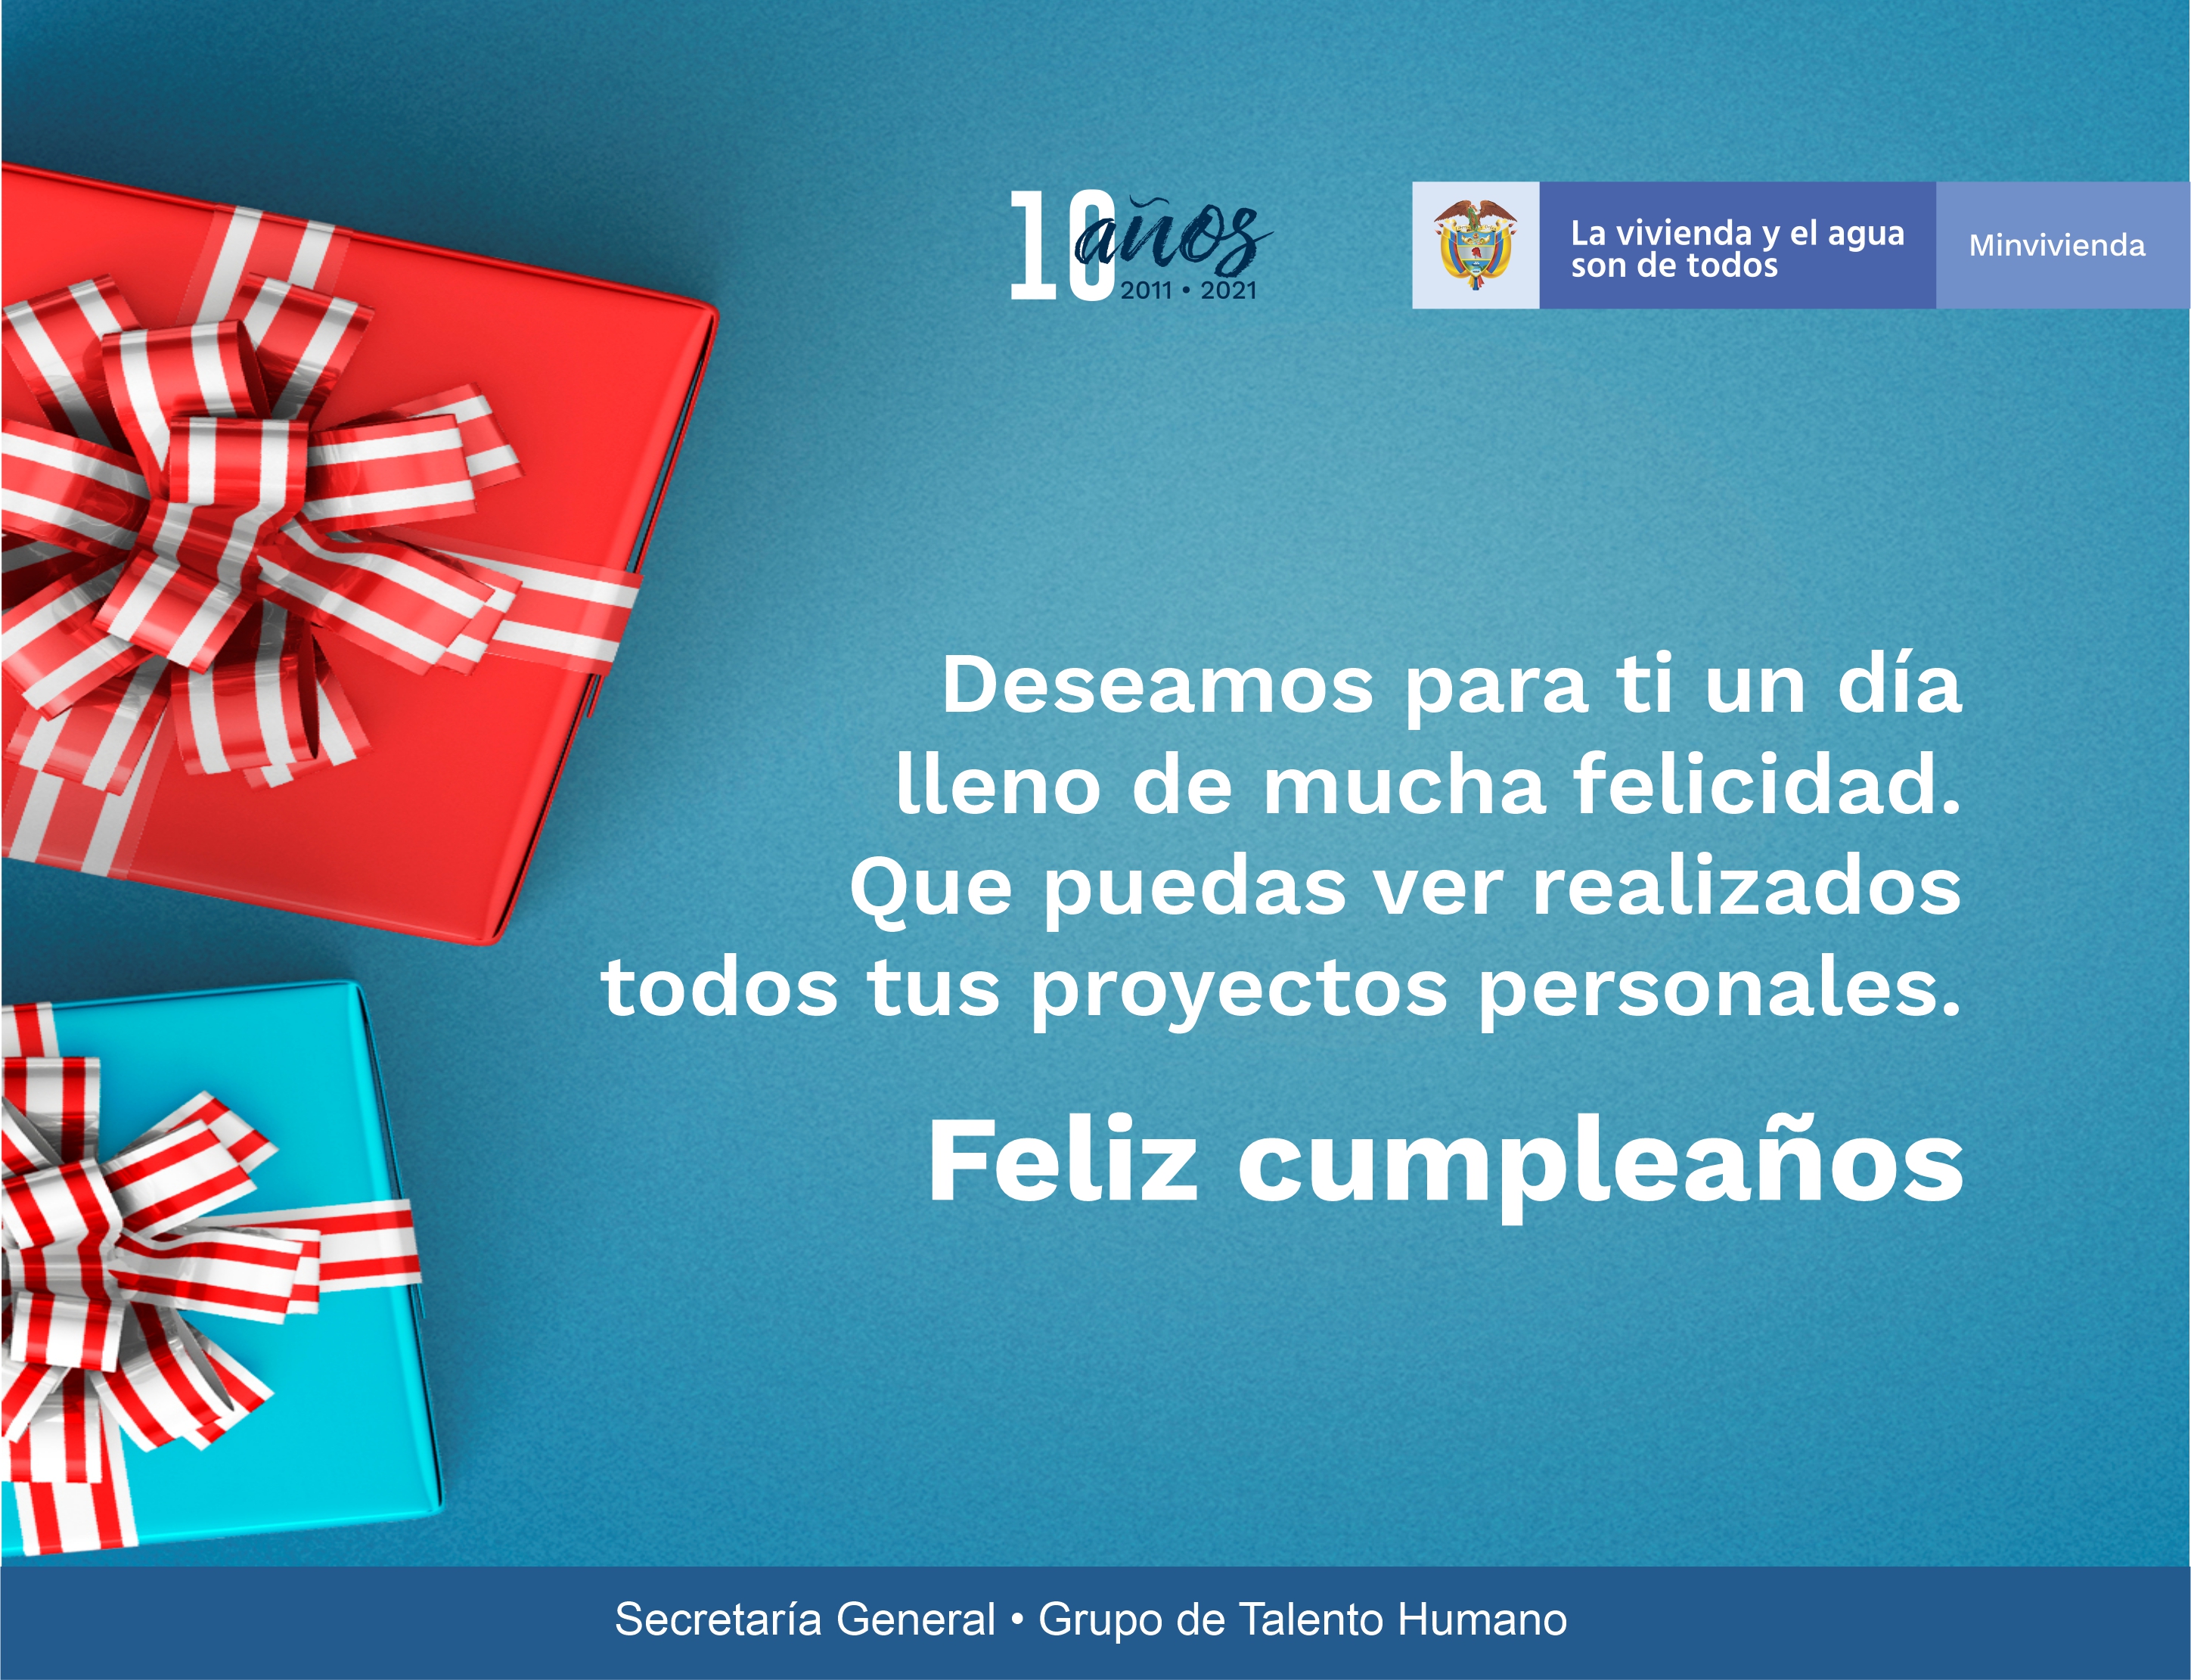 10 años
2011 • 2021
La vivienda y el agua
son de todos
Minvivienda
Deseamos para ti un día
lleno de mucha felicidad.
Que puedas ver realizados
todos tus proyectos personales.
Feliz cumpleaños
Secretaría General • Grupo de Talento Humano